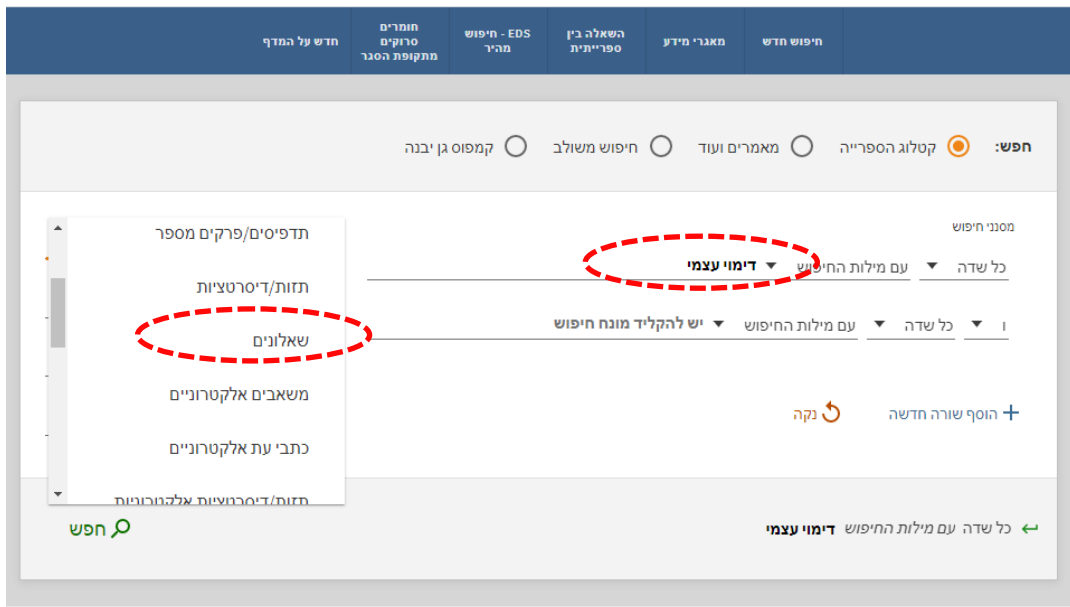 חיפוש חדש
מאגרי מידע
השאלה בין
ספרייתית
EDS - חיפוש
מהיר
חומרים
סרוקים
מתקופת הסגר
חדש על המדף
חפש: קטלוג הספרייה מאמרים ועוד חיפוש משולב קמפוס גן יבנה
מסנני חיפוש
כל שדה עם מילות החיפוש דימוי עצמי
ו כל שדה עם מילות החיפוש יש להקליד מונח חיפוש
הוסף שורה חדשה נקה
תדפיסים/פרקים מספר
תזות/דיסרטציות
שאלונים
משאבים אלקטרוניים
כתבי עת אלקטרוניים
תזות/דיסרטציות אלקטרוניות
כל שדה עם מילות החיפוש דימוי עצמי
חפש